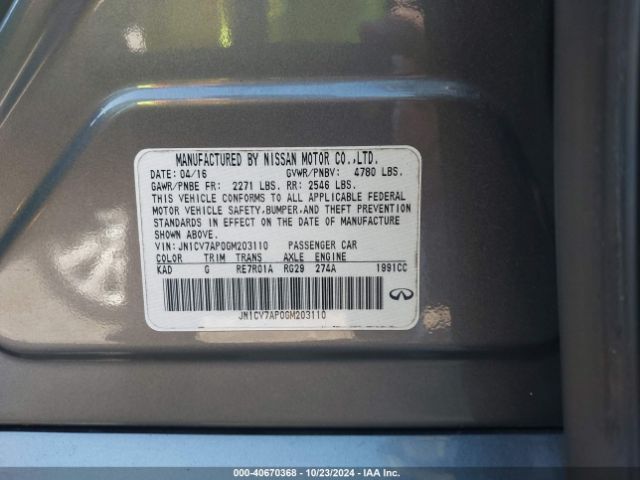 MANUFACTURED BY NISSAN MOTOR CO.,LTD.
DATE: 04/16 GVWR/PNBV: 4780 LBS.
GAWR/PNBE FR: 2271 LBS. RR: 2546 LBS.
THIS VEHICLE CONFORMS TO ALL APPLICABLE FEDERAL
MOTOR VEHICLE SAFETY,BUMPER,AND THEFT PREVENTION
STANDARDS IN EFFECT ON THE DATE OF MANUFACTURE
SHOWN ABOVE.
VIN: JN1CV7AP0GM203110 PASSENGER CAR
COLOR TRIM TRANS AXLE ENGINE
KAD G RE7R01A RG29 274A 1991CC
JN1CV7AP0GM203110
000-40670368 - 10/23/2024 - IAA Inc.